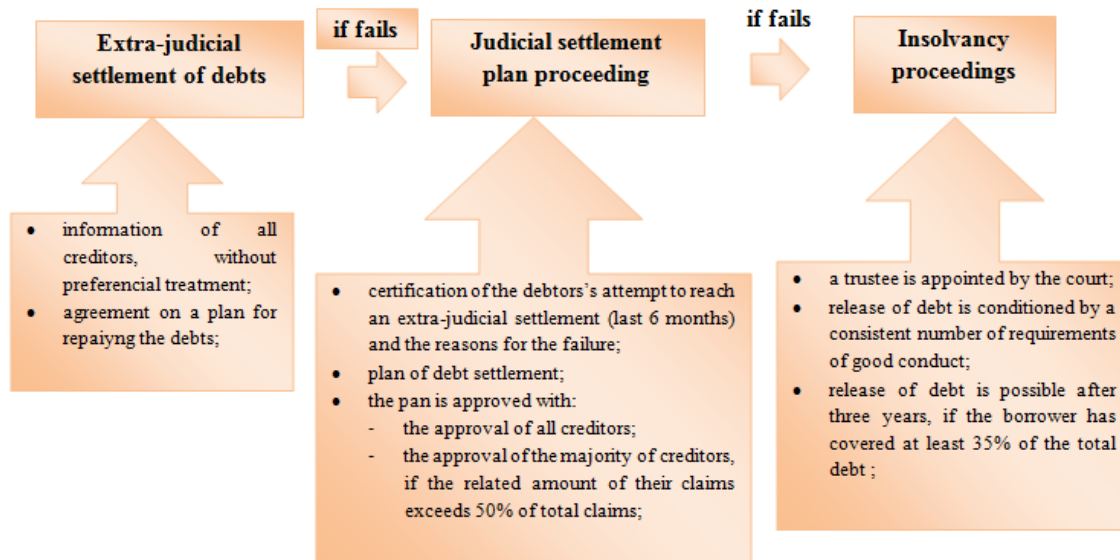 Extra-judicial
settlement of debts
if fails
Judicial settlement
plan proceeding
if fails
Insolvancy
proceedings
• information of all
creditors, without
preferencial treatment;
• agreement on a plan for
repaiyng the debts;
• certification of the debtors’s attempt to reach
an extra-judicial settlement (last 6 months)
and the reasons for the failure;
• plan of debt settlement;
• the pan is approved with:
- the approval of all creditors;
- the approval of the majority of creditors,
if the related amount of their claims
exceeds 50% of total claims;
• a trustee is appointed by the court;
• release of debt is conditioned by a
consistent number of requirements
of good conduct;
• release of debt is possible after
three years, if the borrower has
covered at least 35% of the total
debt ;